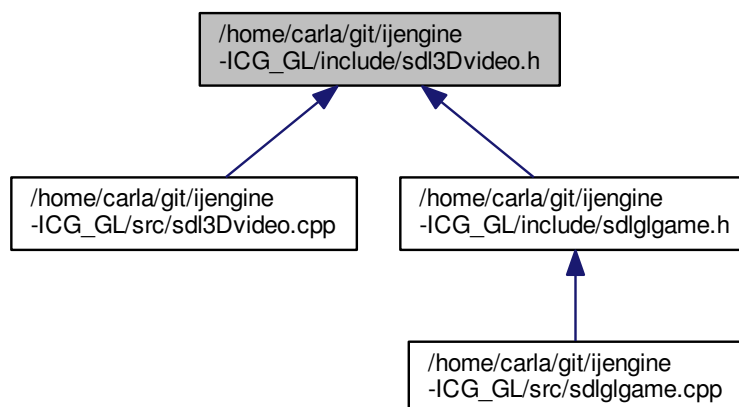 /home/carla/git/ijengine
-ICG_GL/include/sdl3Dvideo.h
/home/carla/git/ijengine
-ICG_GL/src/sdl3Dvideo.cpp
/home/carla/git/ijengine
-ICG_GL/include/sdlglgame.h
/home/carla/git/ijengine
-ICG_GL/src/sdlglgame.cpp